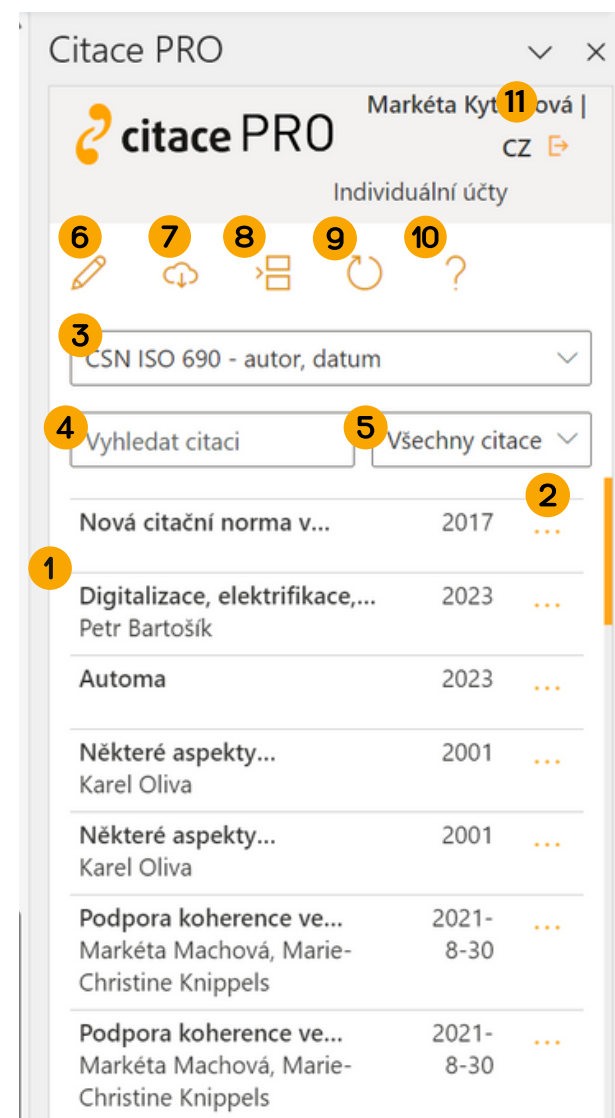 Citace PRO
Markéta Kyt 11 ová |
citace PRO
CZ
Individuální účty
6 7 8 9 10
3
ČSN ISO 690 - autor, datum
4 Vyhledat citaci 5 Všechny citace
2
Nová citační norma v... 2017 ...
1
Digitalizace, elektrifikace,... 2023 ...
Petr Bartošík
Automa 2023 ...
Některé aspekty... 2001 ...
Karel Oliva
Některé aspekty... 2001 ...
Karel Oliva
Podpora koherence ve... 2021- ...
Markéta Machová, Marie- 8-30
Christine Knippels
Podpora koherence ve... 2021- ...
Markéta Machová, Marie- 8-30
Christine Knippels